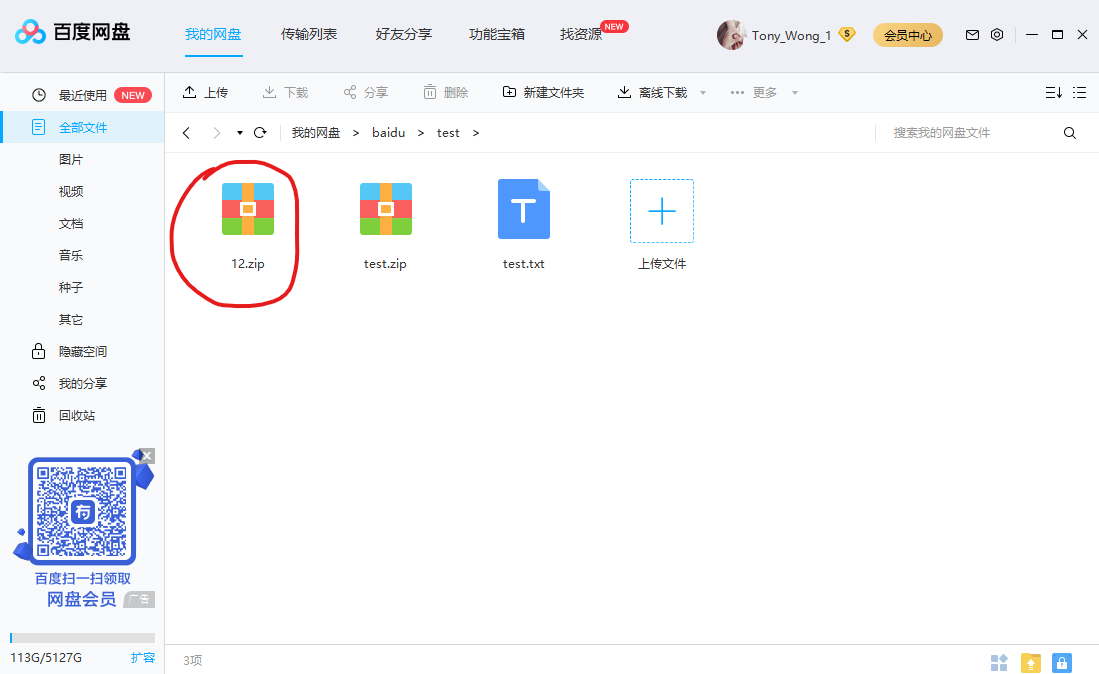 百度网盘
我的网盘 传输列表 好友分享 功能宝箱 找资源 NEW
Tony_Wong_1 S 会员中心
最近使用 NEW
全部文件
图片
视频
文档
音乐
种子
其它
隐藏空间
我的分享
回收站
有
百度扫一扫领取
网盘会员 广告
113G/5127G 扩容
上传 下载 分享 删除 新建文件夹 离线下载 ··· 更多
我的网盘 > baidu > test >
搜索我的网盘文件
12.zip test.zip T test.txt 上传文件
3项